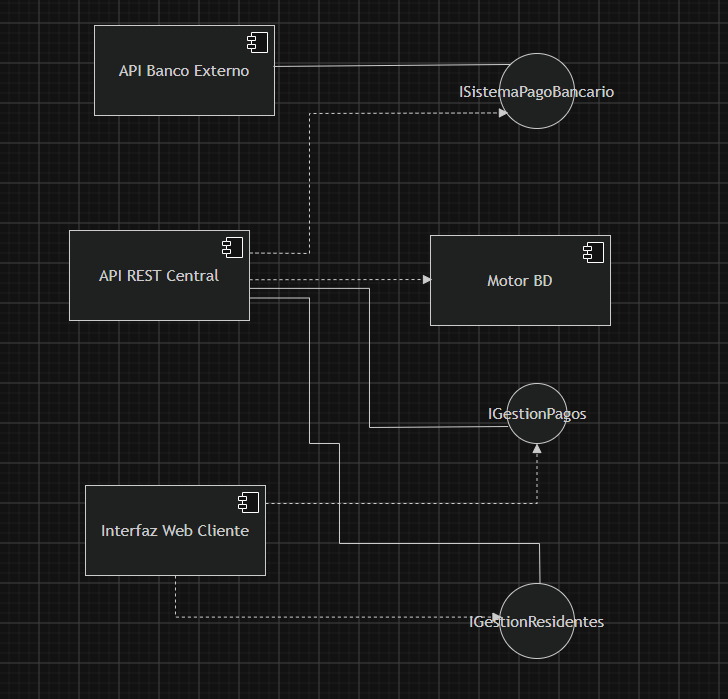 API Banco Externo
ISistemaPagoBancario
API REST Central
Motor BD
IGestionPagos
Interfaz Web Cliente
IGestionResidentes